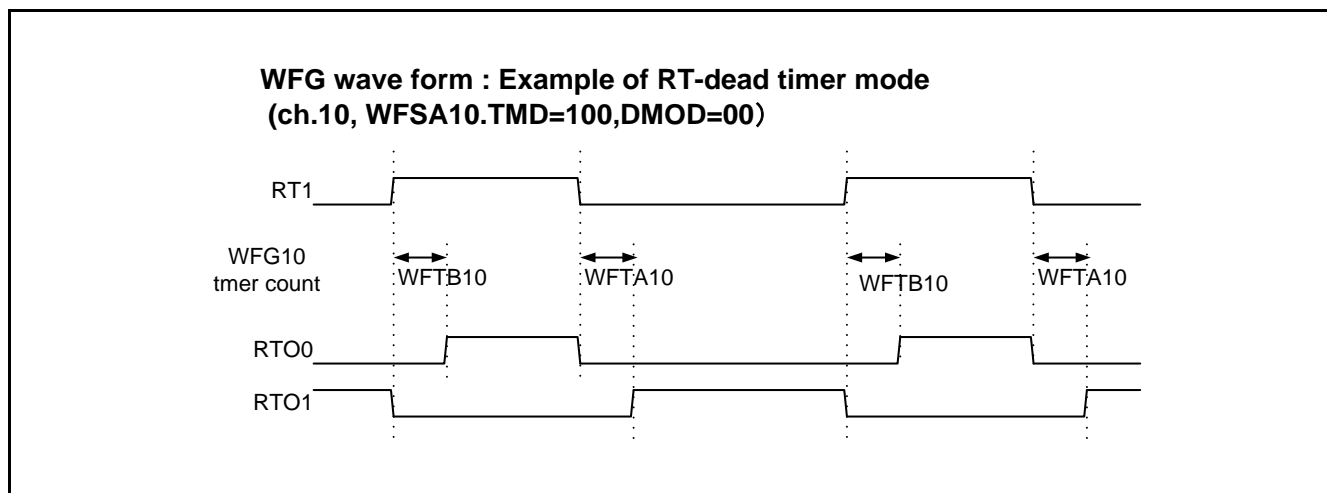 WFG wave form : Example of RT-dead timer mode
(ch.10, WFSA10.TMD=100,DMOD=00）
RT1
WFG10
tmer count
WFTB10
WFTA10
WFTB10
WFTA10
RTO0
RTO1